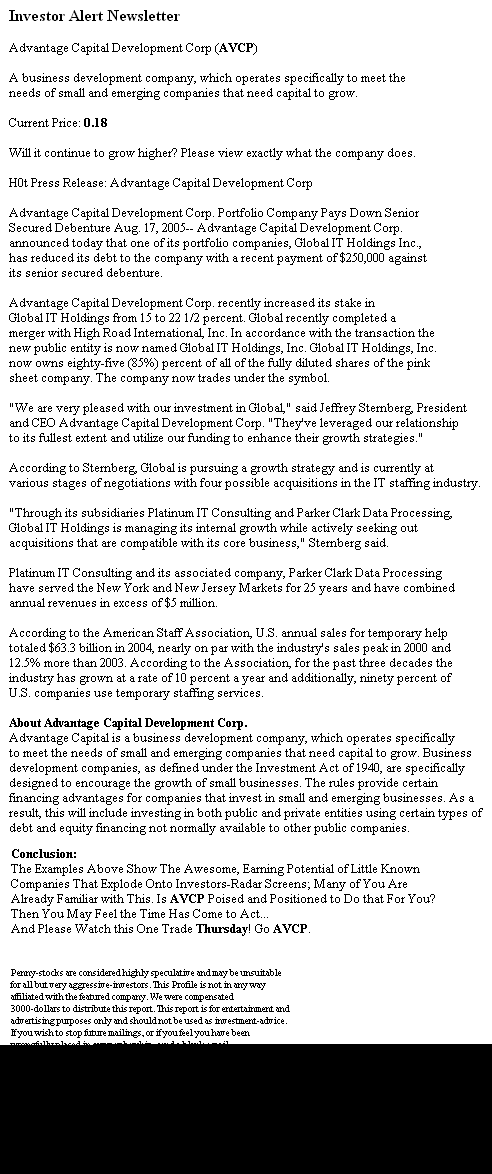 Investor Alert Newsletter
Advantage Capital Development Corp (AVCP)
A business development company, which operates specifically to meet the
needs of small and emerging companies that need capital to grow.
Current Price: 0.18
Will it continue to grow higher? Please view exactly what the company does.
H0t Press Release: Advantage Capital Development Corp
Advantage Capital Development Corp. Portfolio Company Pays Down Senior
Secured Debenture Aug. 17, 2005-- Advantage Capital Development Corp.
announced today that one of its portfolio companies, Global IT Holdings Inc.,
has reduced its debt to the company with a recent payment of $250,000 against
its senior secured debenture.
Advantage Capital Development Corp. recently increased its stake in
Global IT Holdings from 15 to 22 1/2 percent. Global recently completed a
merger with High Road International, Inc. In accordance with the transaction the
new public entity is now named Global IT Holdings, Inc. Global IT Holdings, Inc.
now owns eighty-five (85%) percent of all of the fully diluted shares of the pink
sheet company. The company now trades under the symbol.
"We are very pleased with our investment in Global," said Jeffrey Sternberg, President
and CEO Advantage Capital Development Corp. "They've leveraged our relationship
to its fullest extent and utilize our funding to enhance their growth strategies."
According to Sternberg, Global is pursuing a growth strategy and is currently at
various stages of negotiations with four possible acquisitions in the IT staffing industry.
"Through its subsidiaries Platinum IT Consulting and Parker Clark Data Processing,
Global IT Holdings is managing its internal growth while actively seeking out
acquisitions that are compatible with its core business," Sternberg said.
Platinum IT Consulting and its associated company, Parker Clark Data Processing
have served the New York and New Jersey Markets for 25 years and have combined
annual revenues in excess of $5 million.
According to the American Staff Association, U.S. annual sales for temporary help
totaled $63.3 billion in 2004, nearly on par with the industry's sales peak in 2000 and
12.5% more than 2003. According to the Association, for the past three decades the
industry has grown at a rate of 10 percent a year and additionally, ninety percent of
U.S. companies use temporary staffing services.
About Advantage Capital Development Corp.
Advantage Capital is a business development company, which operates specifically
to meet the needs of small and emerging companies that need capital to grow. Business
development companies, as defined under the Investment Act of 1940, are specifically
designed to encourage the growth of small businesses. The rules provide certain
financing advantages for companies that invest in small and emerging businesses. As a
result, this will include investing in both public and private entities using certain types of
debt and equity financing not normally available to other public companies.
Conclusion:
The Examples Above Show The Awesome, Earning Potential of Little Known
Companies That Explode Onto Investors-Radar Screens; Many of You Are
Already Familiar with This. Is AVCP Poised and Positioned to Do that For You?
Then You May Feel the Time Has Come to Act...
And Please Watch this One Trade Thursday! Go AVCP.
Penny-stocks are considered highly speculative and may be unsuitable
for all but very aggressive-investors. This Profile is not in any way
affiliated with the featured company. We were compensated
3000-dollars to distribute this report. This report is for entertainment and
advertising purposes only and should not be used as investment-advice.
If you wish to stop future mailings, or if you feel you have been
wrongfully placed in